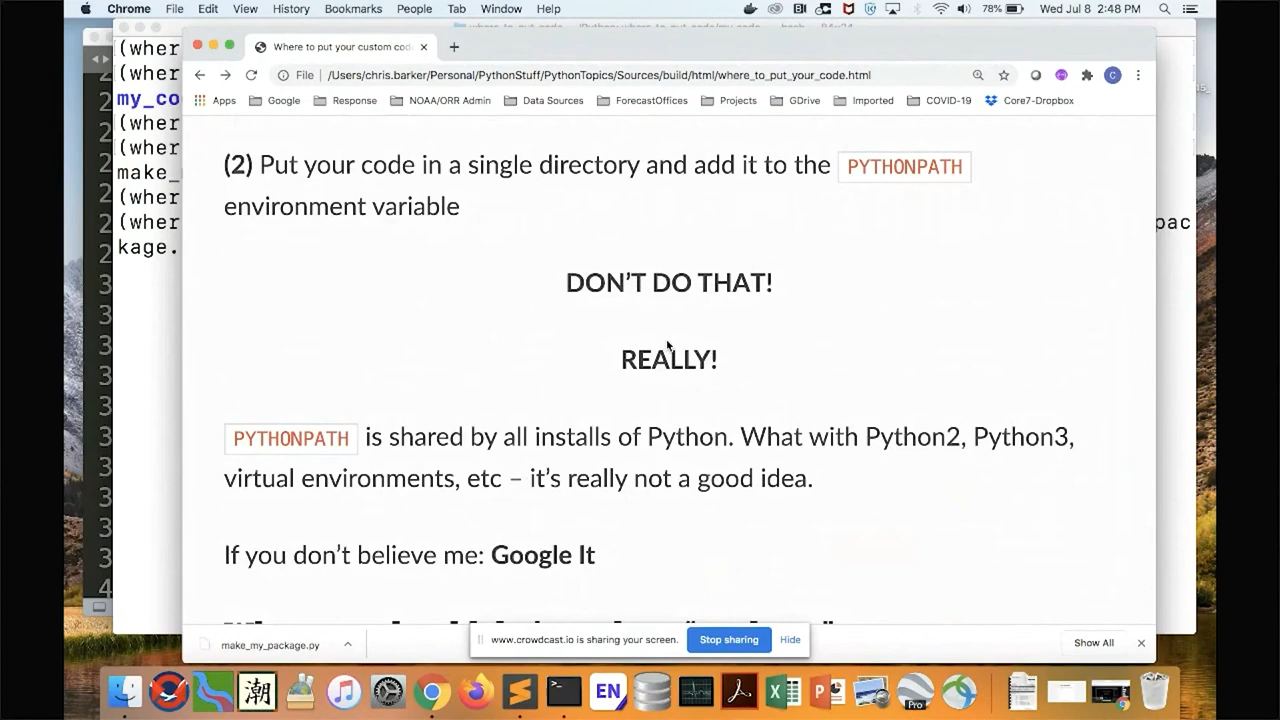 Chrome File Edit View History Bookmarks People Tab Window Help 78% Wed Jul 8 2:48 PM
Where to put your custom cod
File /Users/chris.barker/Personal/PythonStuff/PythonTopics/Sources/build/html/where_to_put_your_code.html
Apps Google Response NOAA/ORR Admin Data Sources ForecastOffices Projects GDrive Imported COVID-19 Core7-Dropbox
(wher
(wher
my_co
(wher
(wher
make_
(wher
(wher
pac
kage.
(2) Put your code in a single directory and add it to the PYTHONPATH
environment variable
DON'T DO THAT!
REALLY!
PYTHONPATH is shared by all installs of Python. What with Python2, Python3,
virtual environments, etc – it's really not a good idea.
If you don't believe me: Google It
make_my_package.py
www.crowdcast.io is sharing your screen. Stop sharing Hide
Show All
EN
潮
Pro